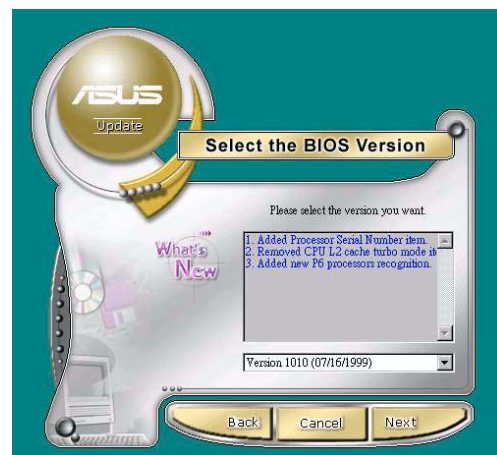 ASUS
Update
Select the BIOS Version
Please select the version you want.
What's
New
1. Added Processor Serial Number item.
2. Removed CPU L2 cache turbo mode it
3. Added new P6 processors recognition.
Version 1010 (07/16/1999)
Back
Cancel
Next